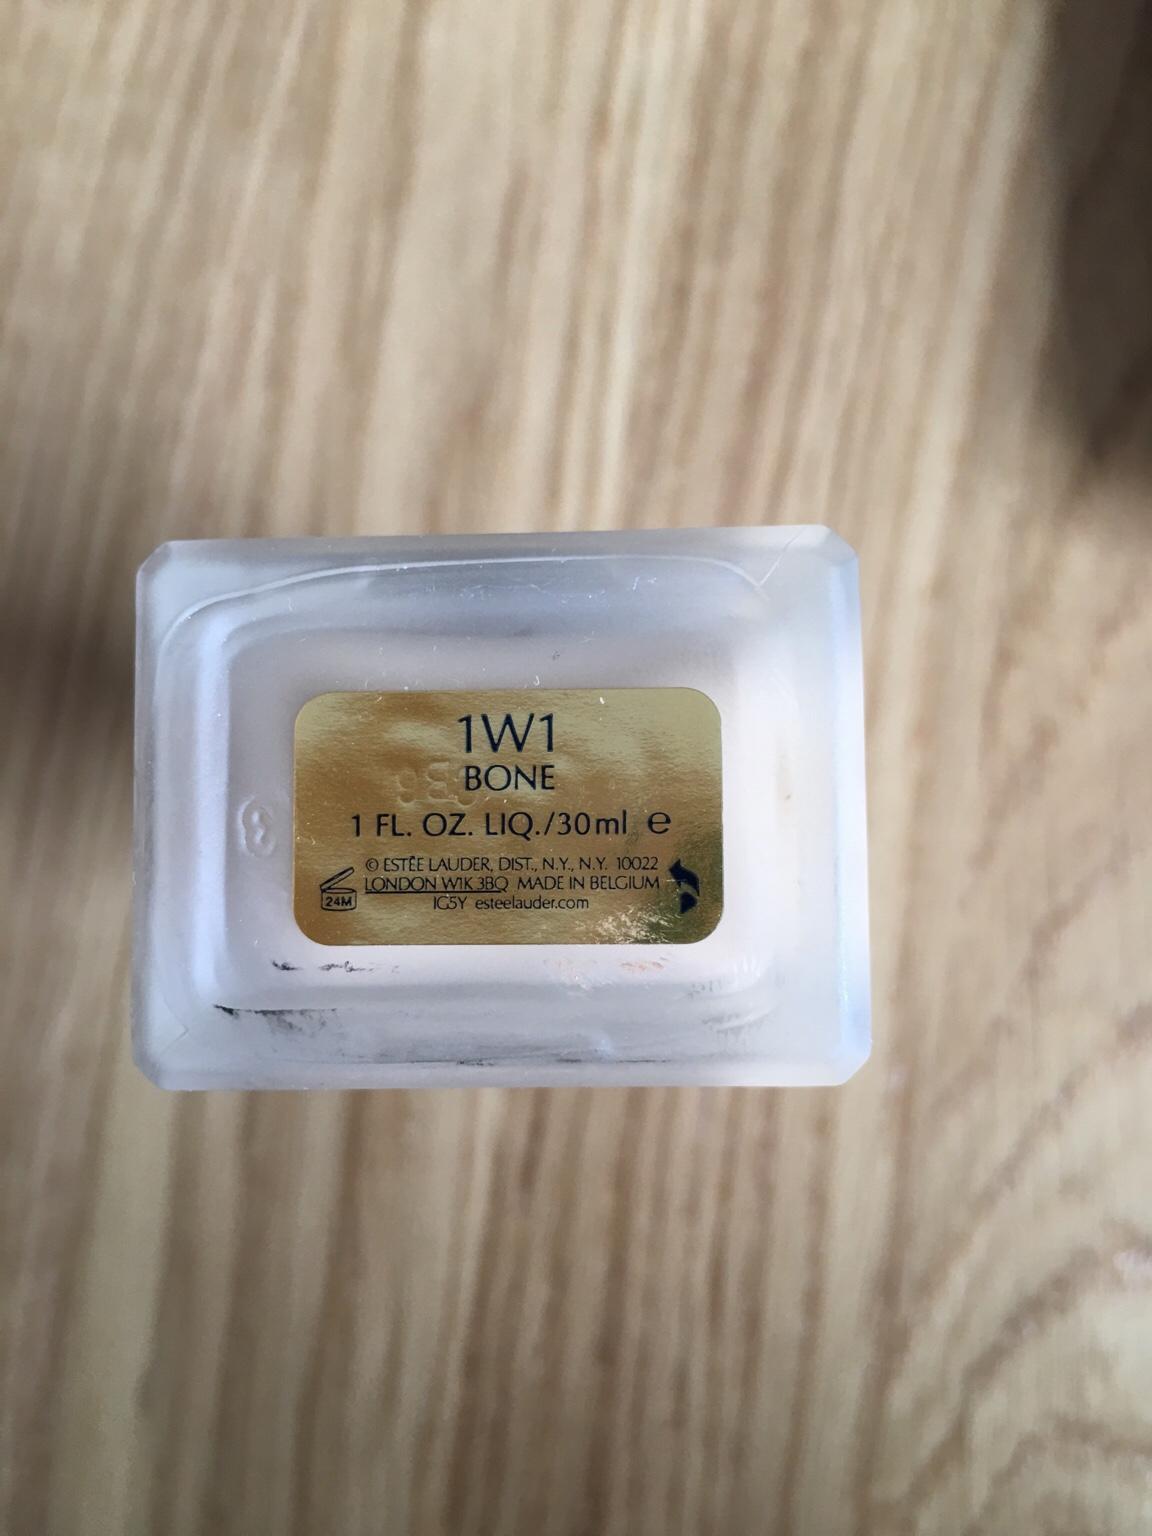 1W1
BONE
1 FL. OZ. LIQ./30ml ℮
© ESTĒE LAUDER, DIST., N.Y., N.Y. 10022
LONDON W1K 3BQ MADE IN BELGIUM
24M
IG5Y esteelauder.com
3